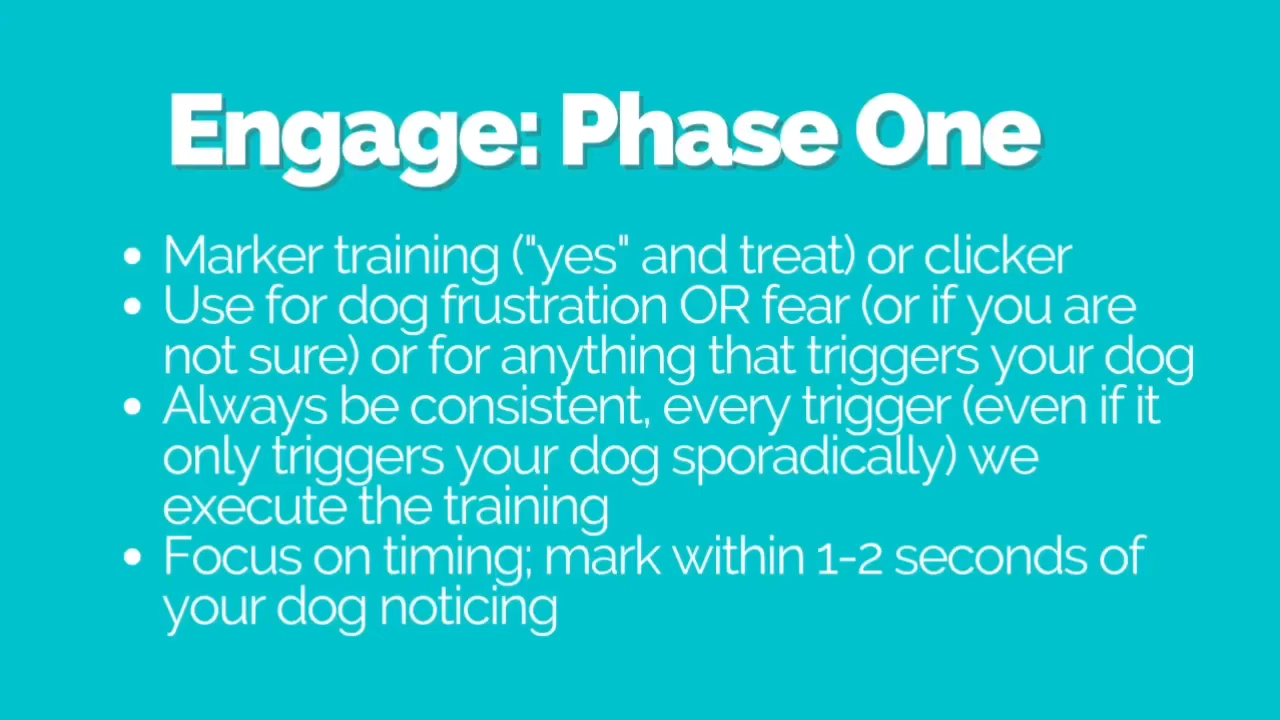 Engage: Phase One
• Marker training ("yes" and treat) or clicker
• Use for dog frustration OR fear (or if you are
not sure) or for anything that triggers your dog
• Always be consistent, every trigger (even if it
only triggers your dog sporadically) we
execute the training
• Focus on timing; mark within 1-2 seconds of
your dog noticing